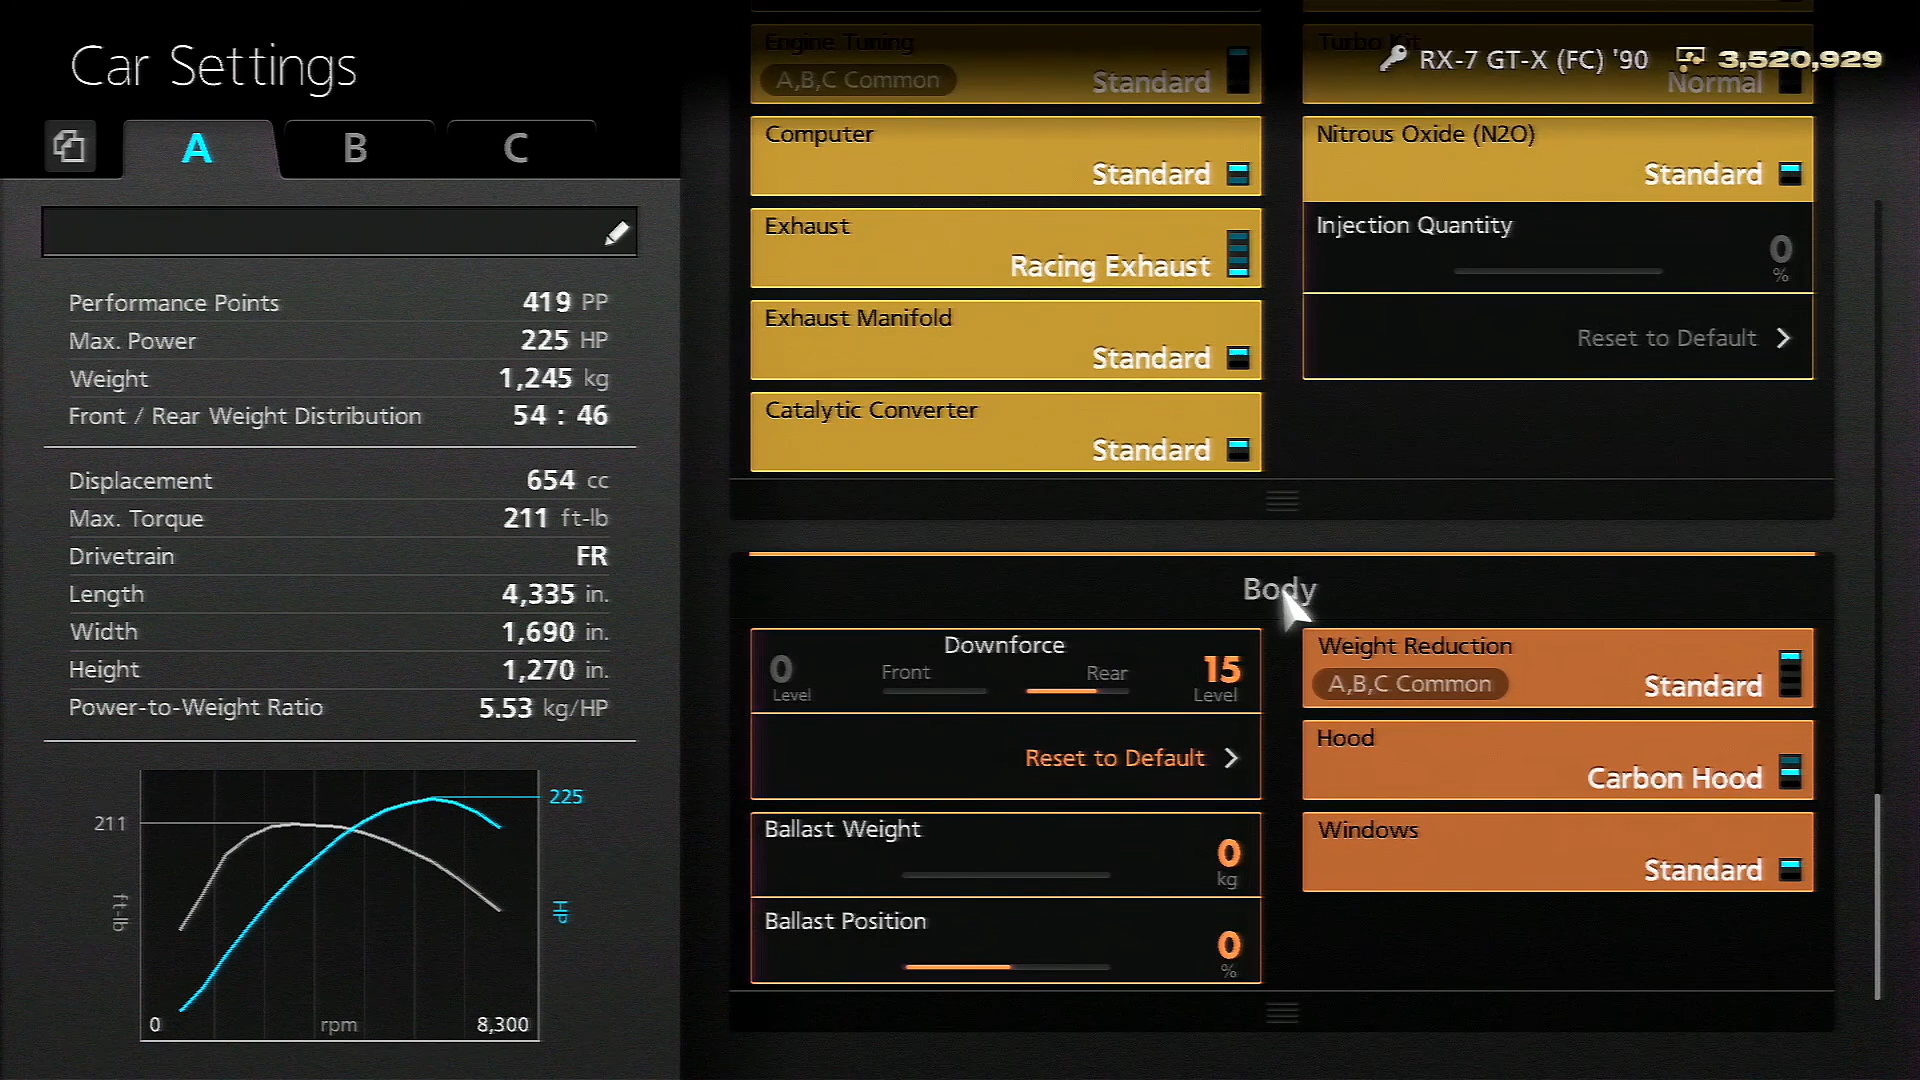 Car Settings
A
B
C
Performance Points 419 PP
Max. Power 225 HP
Weight 1,245 kg
Front / Rear Weight Distribution 54 : 46
Displacement 654 cc
Max. Torque 211 ft-lb
Drivetrain FR
Length 4,335 in.
Width 1,690 in.
Height 1,270 in.
Power-to-Weight Ratio 5.53 kg/HP
225
211
ft-lb
HP
0 rpm 8,300
RX-7 GT-X (FC) '90 3,520,929
Engine Tuning
A,B,C Common
Standard
Computer
Standard
Exhaust
Racing Exhaust
Exhaust Manifold
Standard
Catalytic Converter
Standard
Turbo Kit
Normal
Nitrous Oxide (N2O)
Standard
Injection Quantity
0
%
Reset to Default
Body
Downforce
0 Front Rear 15
Level Level
Reset to Default
Ballast Weight
0
kg
Ballast Position
0
%
Weight Reduction
A,B,C Common
Standard
Hood
Carbon Hood
Windows
Standard